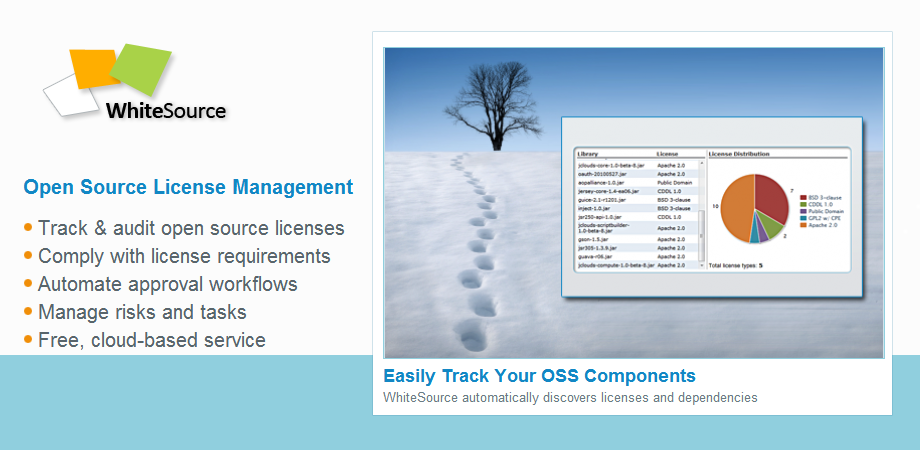 WhiteSource
Open Source License Management
Track & audit open source licenses
Comply with license requirements
Automate approval workflows
Manage risks and tasks
Free, cloud-based service
Library License
jclouds-core-1.0-beta-8.jar Apache 2.0
oauth-20100527.jar Apache 2.0
aopalliance-1.0.jar Public Domain
jersey-core-1.4-ea06.jar CDDL 1.0
guice-2.1-r1201.jar BSD 3-clause
inject-1.0.jar BSD 3-clause
jsr250-api-1.0.jar CDDL 1.0
jclouds-scriptbuilder-
1.0-beta-8.jar Apache 2.0
gson-1.5.jar Apache 2.0
jsr305-1.3.9.jar Apache 2.0
guava-r06.jar Apache 2.0
jclouds-compute-1.0-beta-8.jar Apache 2.0
License Distribution
7
10
2
BSD 3-clause
CDDL 1.0
Public Domain
GPL2 w/ CPE
Apache 2.0
Total license types: 5
Easily Track Your OSS Components
WhiteSource automatically discovers licenses and dependencies